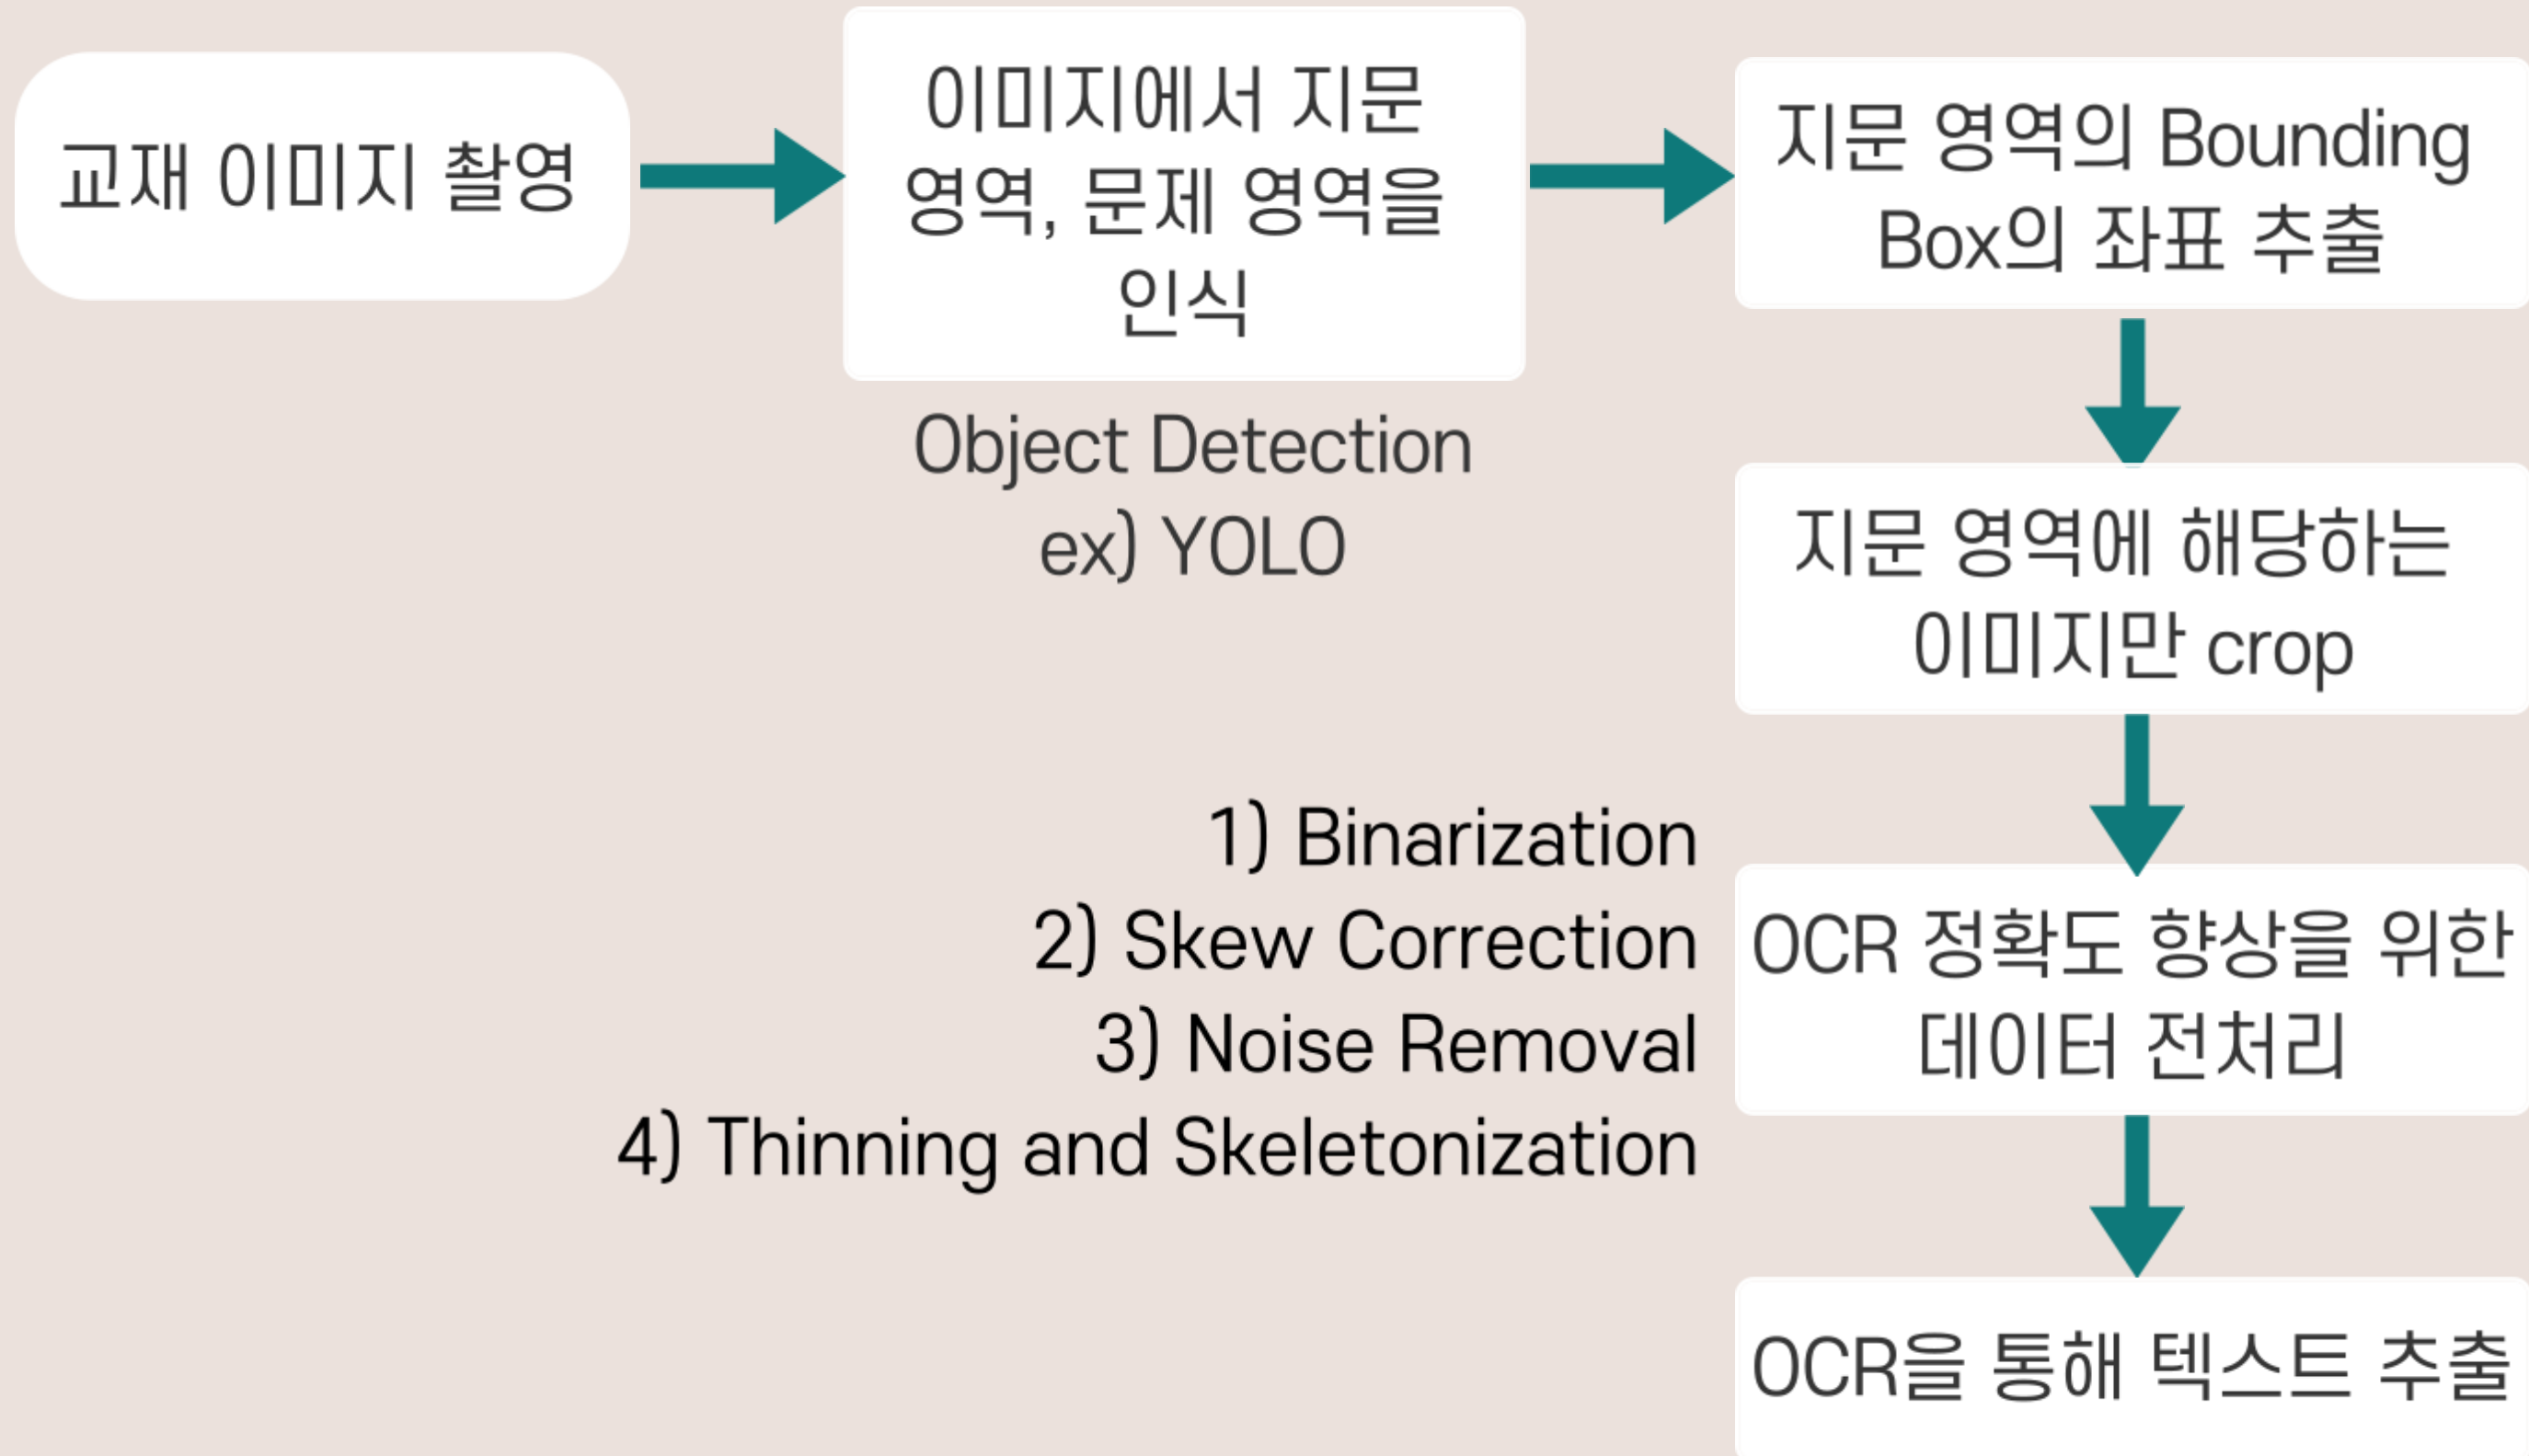 교재 이미지 촬영
이미지에서 지문
영역, 문제 영역을
인식
Object Detection
ex) YOLO
지문 영역의 Bounding
Box의 좌표 추출
지문 영역에 해당하는
이미지만 crop
1) Binarization
2) Skew Correction
3) Noise Removal
4) Thinning and Skeletonization
OCR 정확도 향상을 위한
데이터 전처리
OCR을 통해 텍스트 추출